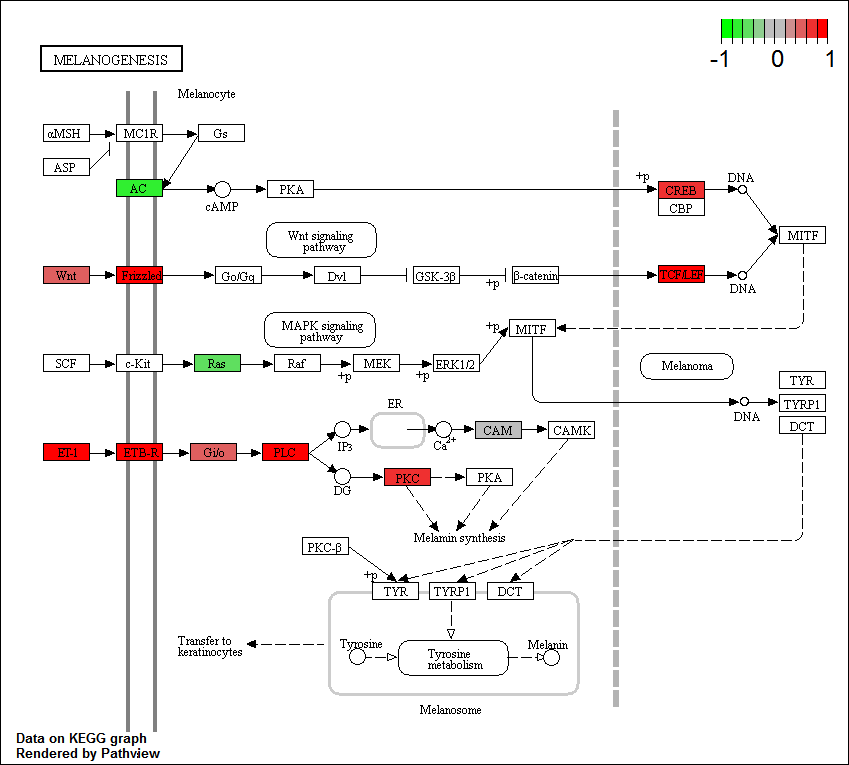 -1 0 1
MELANOGENESIS
Melanocyte
αMSH MC1R Gs
ASP
AC cAMP PKA +p CREB DNA
CBP
MITF
Wnt signaling
pathway
Wnt Frizzled Go/Gq Dvl GSK-3β +p β-catenin TCF/LEF DNA
MAPK signaling
pathway
+p MITF
SCF c-Kit Ras Raf +p MEK +p ERK1/2 Melanoma
TYR
DNA TYRP1
DCT
ER
IP3 Ca2+ CAM CAMK
ET-1 ETB-R Gi/o PLC
DG PKC PKA
Melamin synthesis
PKC-β
+p TYR TYRP1 DCT
Transfer to
keratinocytes
Tyrosine Melanin
Tyrosine
metabolism
Melanosome
Data on KEGG graph
Rendered by Pathview